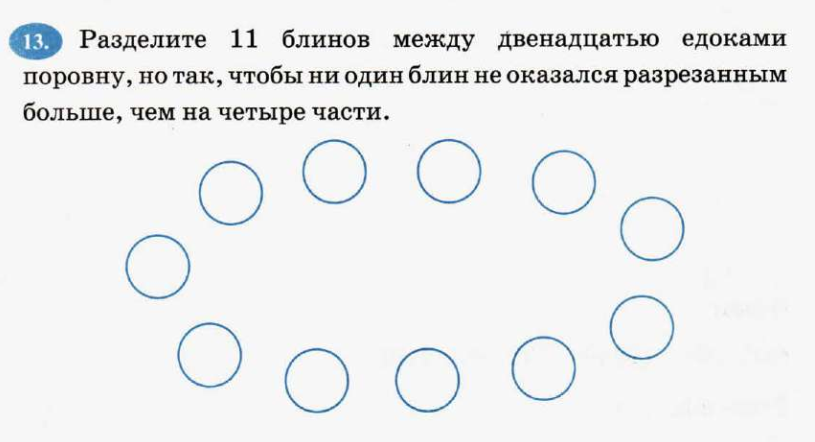 13. Разделите 11 блинов между двенадцатью едоками
поровну, но так, чтобы ни один блин не оказался разрезанным
больше, чем на четыре части.